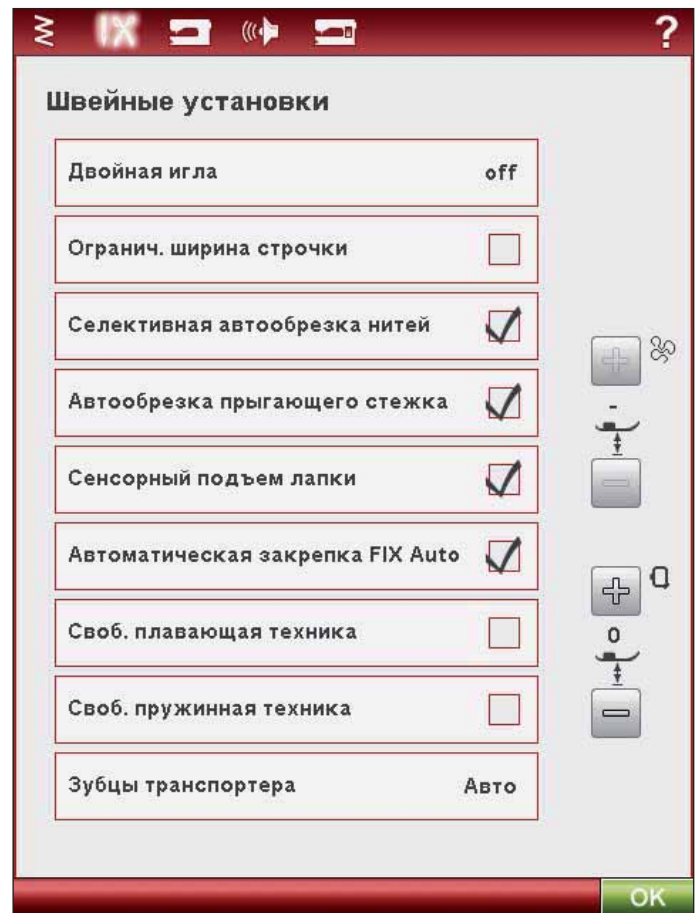 ?
Швейные установки
Двойная игла off
Огранич. ширина строчки
Селективная автообрезка нитей
Автообрезка прыгающего стежка
Сенсорный подъем лапки
Автоматическая закрепка FIX Auto
Своб. плавающая техника
Своб. пружинная техника
Зубцы транспортера Авто
-
0
OK